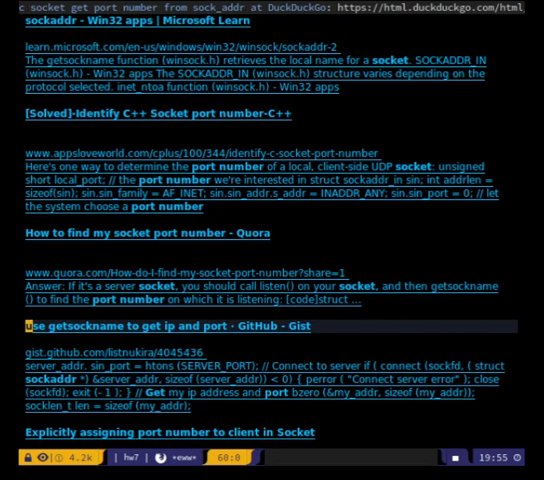 c socket get port number from sock_addr at DuckDuckGo: https://html.duckduckgo.com/html
sockaddr - Win32 apps | Microsoft Learn
learn.microsoft.com/en-us/windows/win32/winsock/sockaddr-2
The getsockname function (winsock.h) retrieves the local name for a socket. SOCKADDR_IN
(winsock.h) - Win32 apps The SOCKADDR_IN (winsock.h) structure varies depending on the
protocol selected. inet_ntoa function (winsock.h) - Win32 apps
[Solved]-Identify C++ Socket port number-C++
www.appsloveworld.com/cplus/100/344/identify-c-socket-port-number
Here's one way to determine the port number of a local, client-side UDP socket: unsigned
short local_port; // the port number we're interested in struct sockaddr_in sin; int addrlen =
sizeof(sin); sin.sin_family = AF_INET; sin.sin_addr.s_addr = INADDR_ANY; sin.sin_port = 0; // let
the system choose a port number
How to find my socket port number - Quora
www.quora.com/How-do-I-find-my-socket-port-number?share=1
Answer: If it's a server socket, you should call listen() on your socket, and then getsockname
() to find the port number on which it is listening: [code]struct ...
use getsockname to get ip and port · GitHub - Gist
gist.github.com/listnukira/4045436
server_addr. sin_port = htons (SERVER_PORT); // Connect to server if ( connect (sockfd, ( struct
sockaddr *) &server_addr, sizeof (server_addr)) < 0) { perror ( "Connect server error" ); close
(sockfd); exit (- 1 ); } // Get my ip address and port bzero (&my_addr, sizeof (my_addr));
socklen_t len = sizeof (my_addr);
Explicitly assigning port number to client in Socket
4.2k | hw7 | *eww* 60:0 19:55